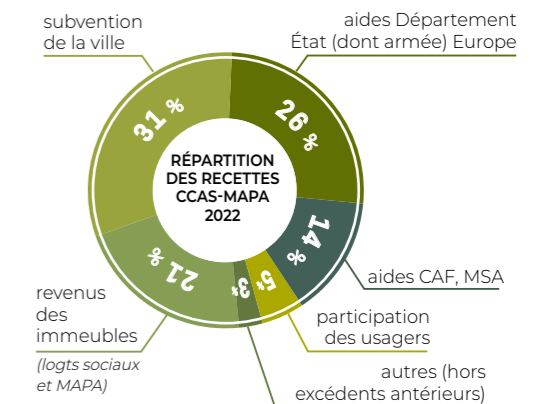 subvention
de la ville
aides Département
État (dont armée) Europe
31 %
26 %
RÉPARTITION
DES RECETTES
CCAS-MAPA
2022
14 %
21 %
3%
5%
aides CAF, MSA
revenus
des
immeubles
(logts sociaux
et MAPA)
participation
des usagers
autres (hors
excédents antérieurs)